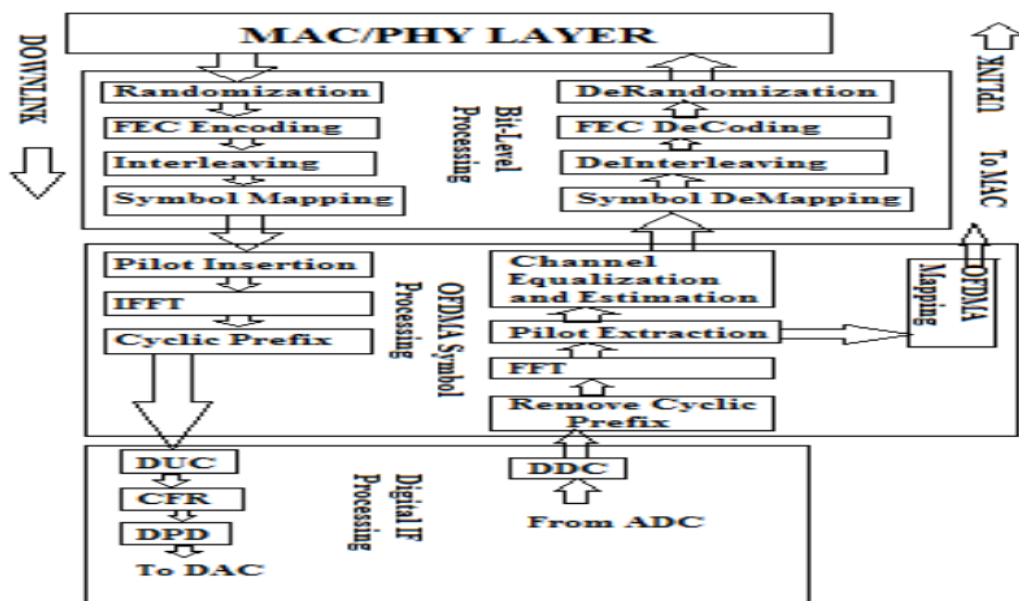 MAC/PHY LAYER
DOWNLINK
UPLINK
To MAC
Randomization
FEC Encoding
Interleaving
Symbol Mapping
Bit-Level
Processing
DeRandomization
FEC DeCoding
DeInterleaving
Symbol DeMapping
Pilot Insertion
IFFT
Cyclic Prefix
OFDMA Symbol
Processing
Channel
Equalization
and Estimation
Pilot Extraction
FFT
Remove Cyclic
Prefix
OFDMA
Mapping
DUC
CFR
DPD
To DAC
Digital IF
Processing
DDC
From ADC